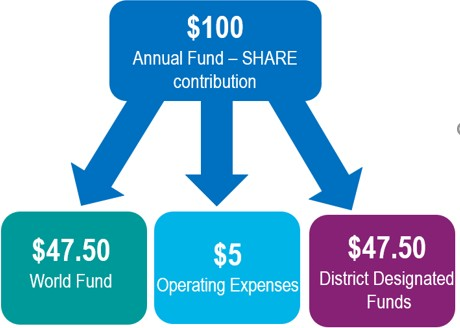 $100
Annual Fund – SHARE
contribution
$47.50
World Fund
$5
Operating Expenses
$47.50
District Designated
Funds